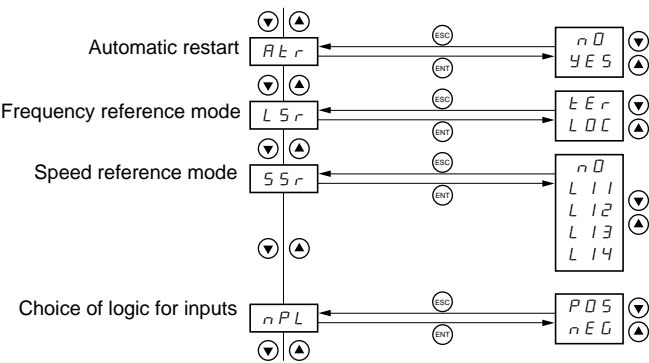 Automatic restart
Atr
ESC
ENT
nO
YES
Frequency reference mode
LSr
ESC
ENT
tEr
LOC
Speed reference mode
SSr
ESC
ENT
nO
LI1
LI2
LI3
LI4
Choice of logic for inputs
nPL
ESC
ENT
POS
nEG